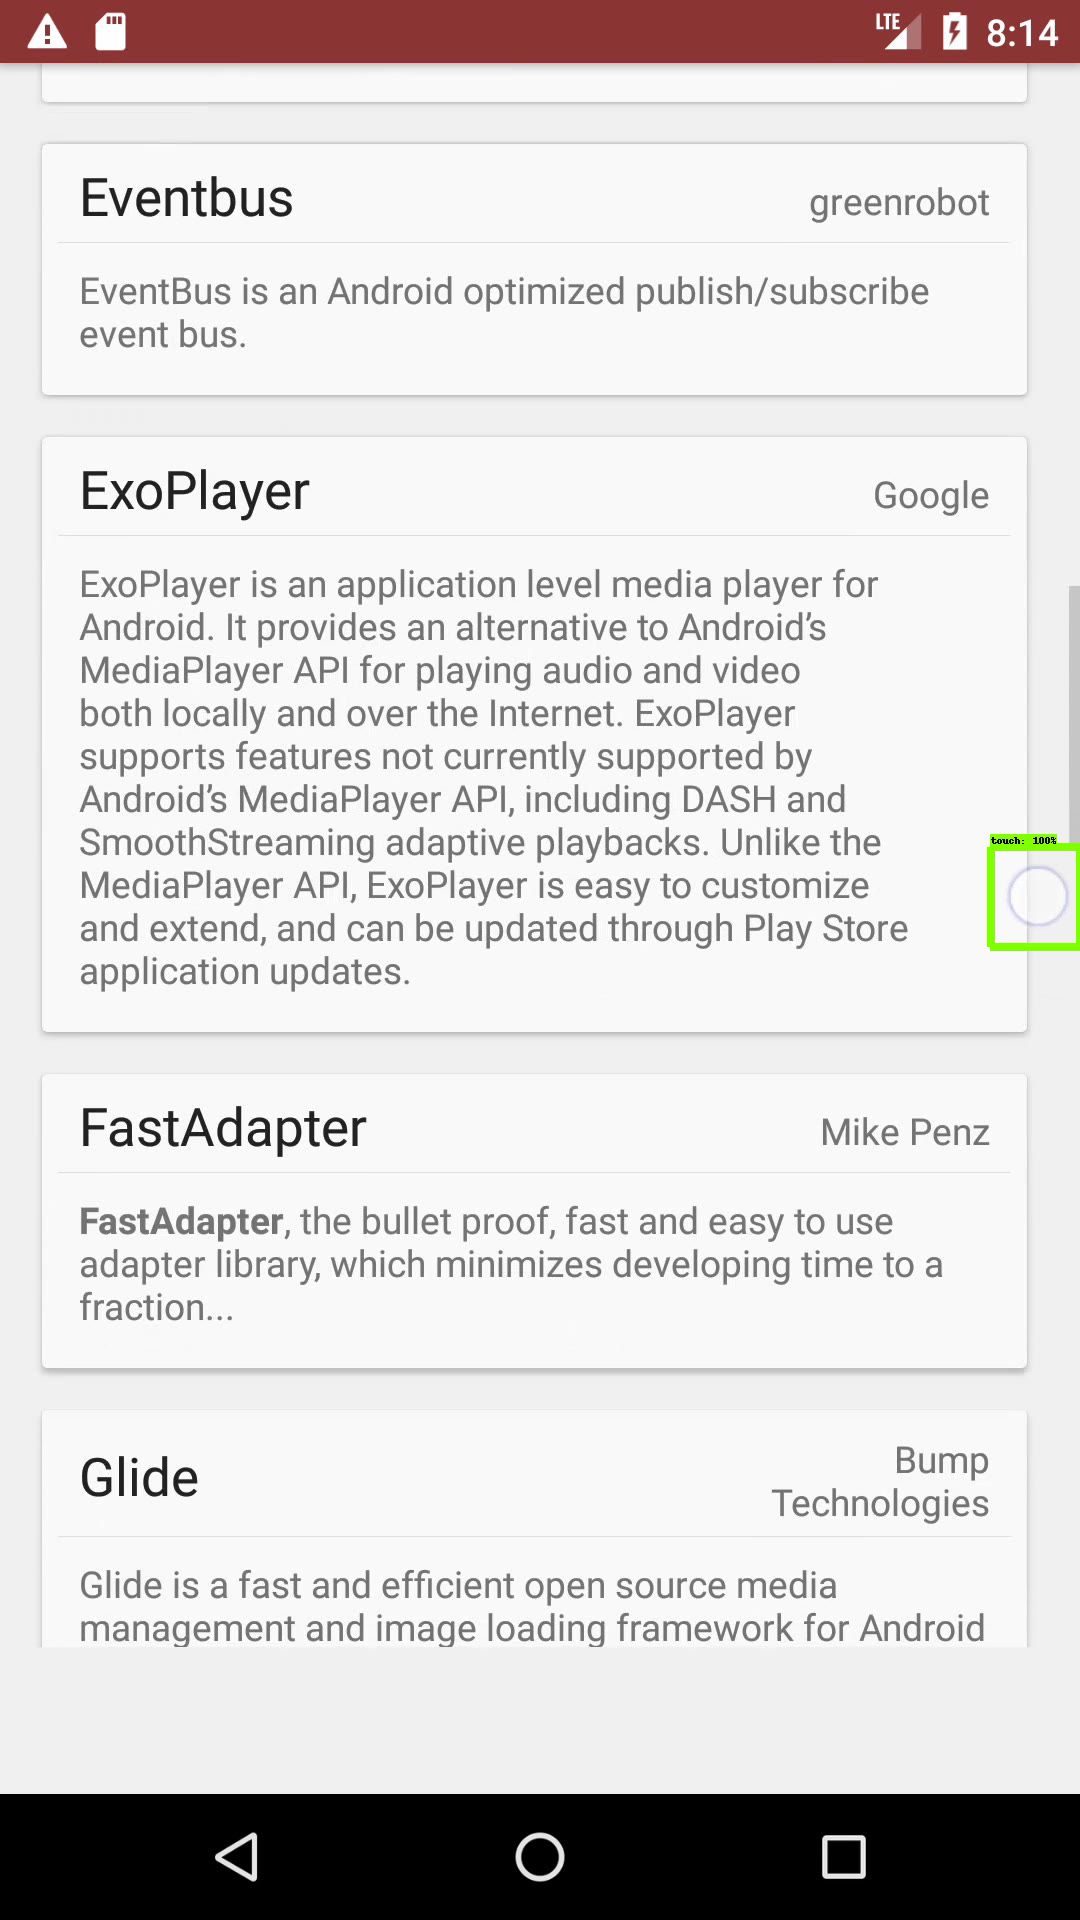 LTE 8:14
Eventbus greenrobot
EventBus is an Android optimized publish/subscribe
event bus.
ExoPlayer Google
ExoPlayer is an application level media player for
Android. It provides an alternative to Android’s
MediaPlayer API for playing audio and video
both locally and over the Internet. ExoPlayer
supports features not currently supported by
Android’s MediaPlayer API, including DASH and
SmoothStreaming adaptive playbacks. Unlike the
touch: 100%
MediaPlayer API, ExoPlayer is easy to customize
and extend, and can be updated through Play Store
application updates.
FastAdapter Mike Penz
FastAdapter, the bullet proof, fast and easy to use
adapter library, which minimizes developing time to a
fraction...
Glide Bump
Technologies
Glide is a fast and efficient open source media
management and image loading framework for Android